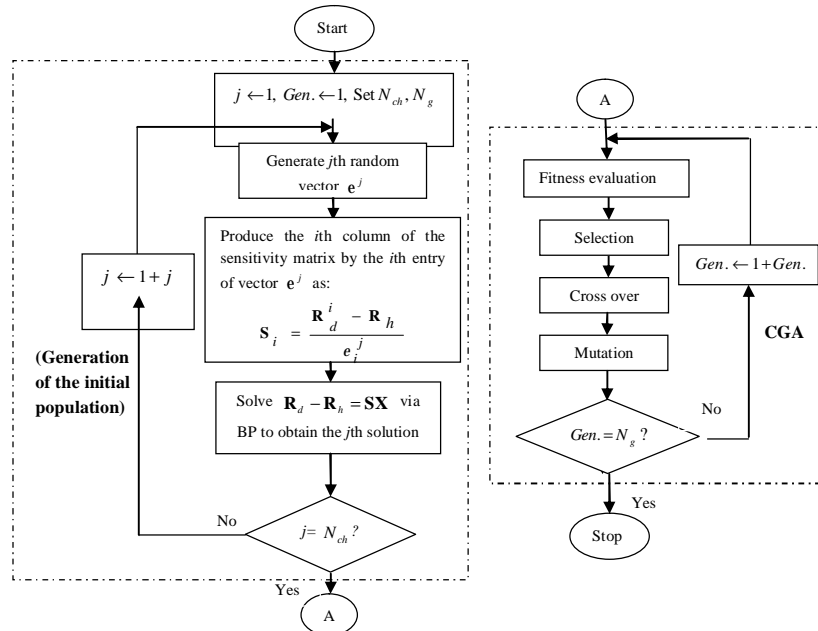 Start
j ←1, Gen. ←1, Set N_ch, N_g
Generate jth random
vector e^j
Produce the ith column of the
sensitivity matrix by the ith entry
of vector e^j as:
S_i = (R_d^i − R_h) / e_i^j
j ← 1 + j
(Generation
of the initial
population)
Solve R_d − R_h = SX via
BP to obtain the jth solution
No
j= N_ch ?
Yes
A
A
Fitness evaluation
Selection
Gen. ← 1+Gen.
Cross over
CGA
Mutation
No
Gen.= N_g ?
Yes
Stop